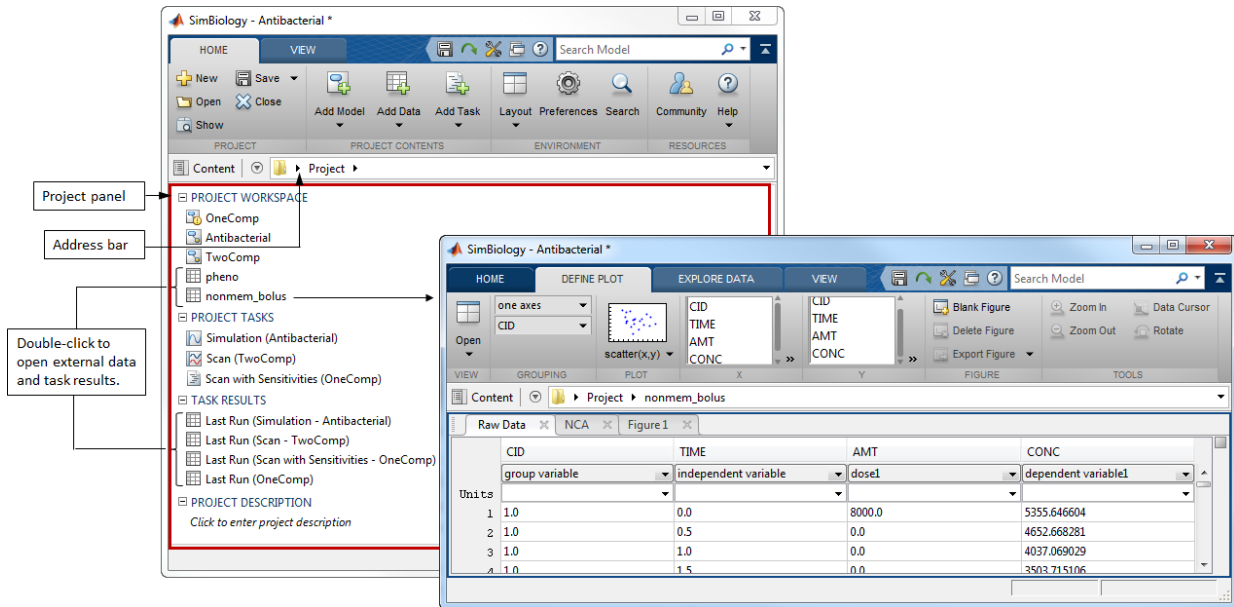 SimBiology - Antibacterial *
HOME VIEW Search Model
New Save
Open Close
Show
Add Model Add Data Add Task Layout Preferences Search Community Help
PROJECT PROJECT CONTENTS ENVIRONMENT RESOURCES
Content Project
Project panel
Address bar
Double-click to
open external data
and task results.
PROJECT WORKSPACE
OneComp
Antibacterial
TwoComp
pheno
nonmem_bolus
PROJECT TASKS
Simulation (Antibacterial)
Scan (TwoComp)
Scan with Sensitivities (OneComp)
TASK RESULTS
Last Run (Simulation - Antibacterial)
Last Run (Scan - TwoComp)
Last Run (Scan with Sensitivities - OneComp)
Last Run (OneComp)
PROJECT DESCRIPTION
Click to enter project description
SimBiology - Antibacterial *
HOME DEFINE PLOT EXPLORE DATA VIEW Search Model
Open
one axes
CID
scatter(x,y)
CID
TIME
AMT
CONC
CID
TIME
AMT
CONC
Blank Figure
Delete Figure
Export Figure
Zoom In Data Cursor
Zoom Out Rotate
VIEW GROUPING PLOT X Y FIGURE TOOLS
Content Project nonmem_bolus
Raw Data NCA Figure 1
CID TIME AMT CONC
group variable independent variable dose1 dependent variable1
Units
1 1.0 0.0 8000.0 5355.646604
2 1.0 0.5 0.0 4652.668281
3 1.0 1.0 0.0 4037.069029
4 1.0 1.5 0.0 3503.715106